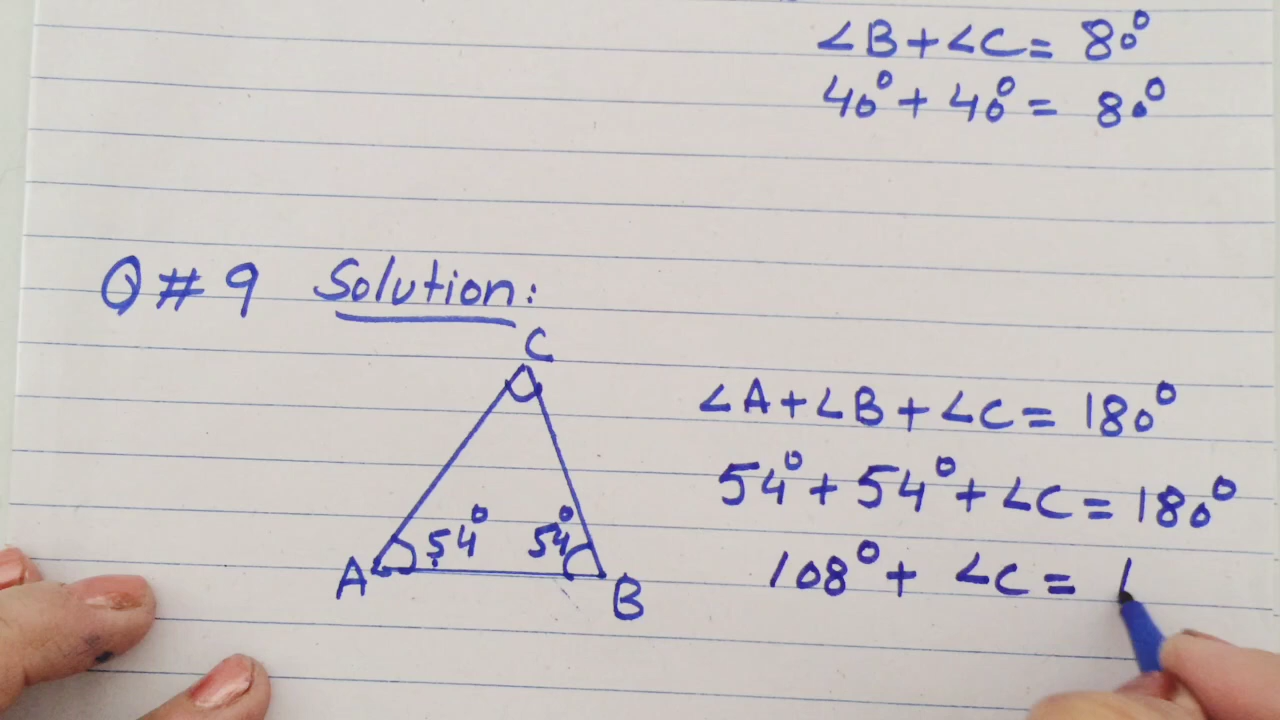 ∠B+∠C= 80°
40°+40°= 80°
Q#9 Solution:
C
∠A+∠B+∠C= 180°
54°+54°+∠C=180°
54° 54°
A
B
108°+ ∠C= 1